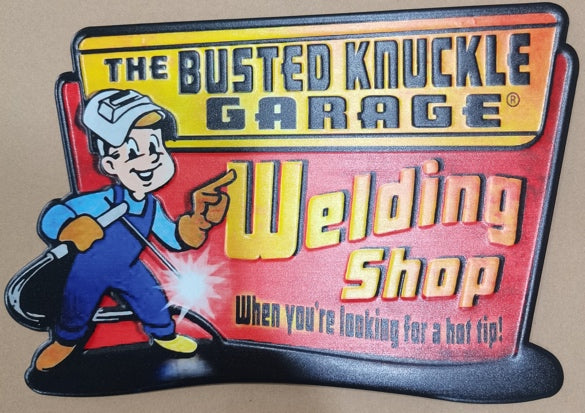 THE BUSTED KNUCKLE
GARAGE®
Welding
Shop
When you're looking for a hot tip!